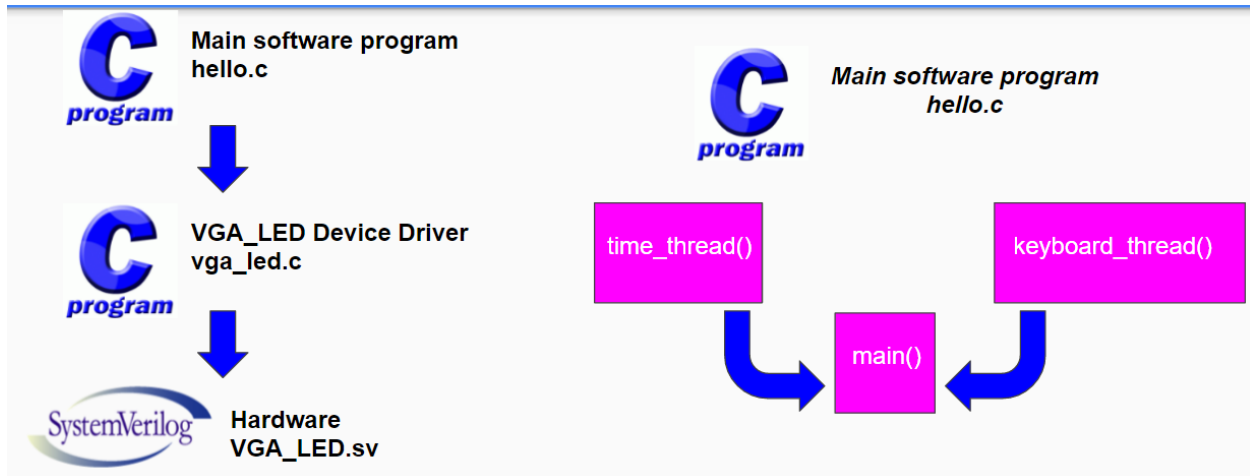 C
program
Main software program
hello.c
C
program
VGA_LED Device Driver
vga_led.c
SystemVerilog
Hardware
VGA_LED.sv
C
program
Main software program
hello.c
time_thread()
keyboard_thread()
main()